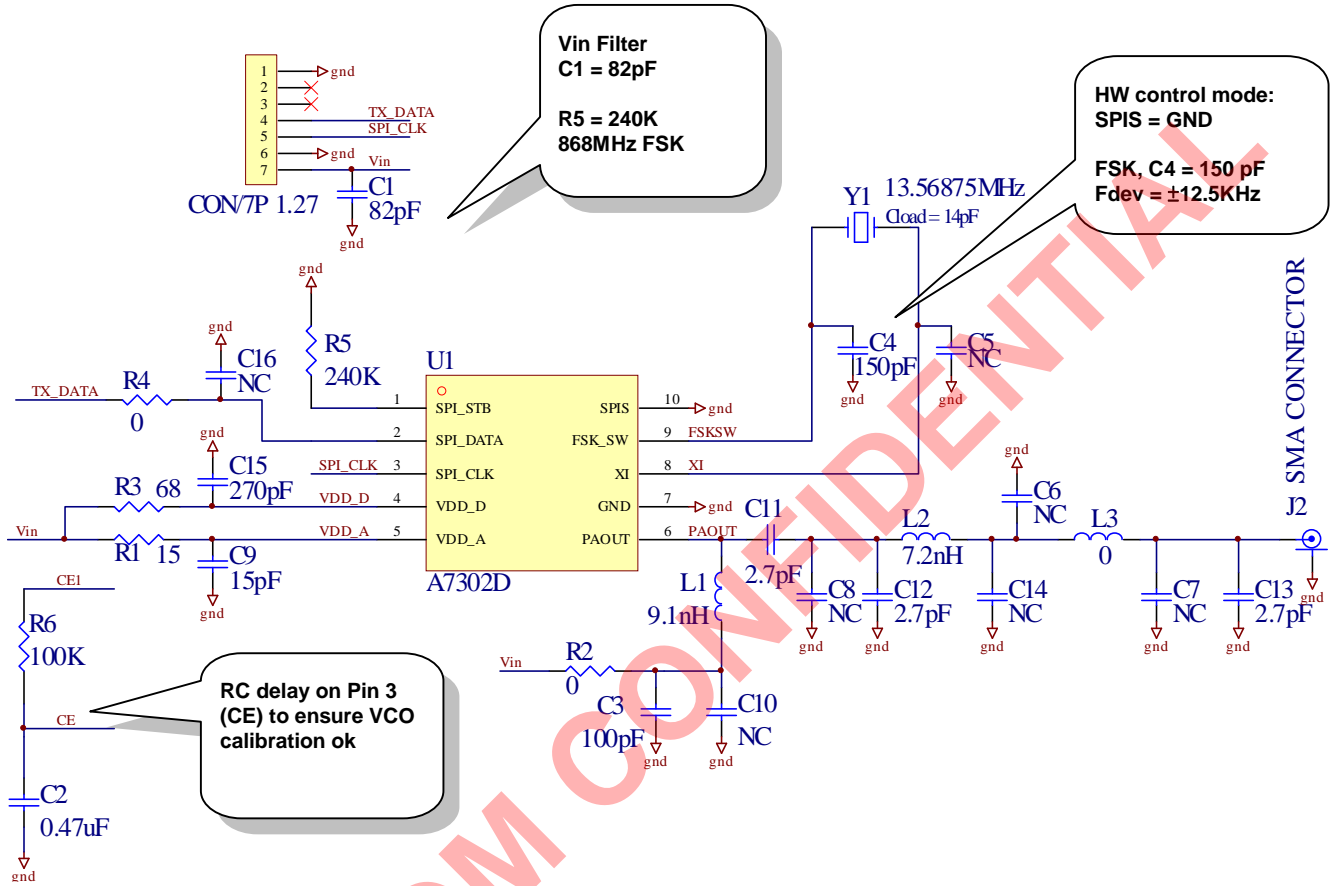 Vin Filter
C1 = 82pF
R5 = 240K
868MHz FSK
HW control mode:
SPIS = GND
FSK, C4 = 150 pF
Fdev = ±12.5KHz
1
gnd
2
3
4
TX_DATA
5
SPI_CLK
6
gnd
7
Vin
CON/7P 1.27
C1
82pF
gnd
Y1
13.56875MHz
Cload = 14pF
C4
150pF
gnd
C5
NC
gnd
SMA CONNECTOR
gnd
R5
240K
gnd
C16
NC
TX_DATA
R4
0
U1
1
SPI_STB
2
SPI_DATA
SPI_CLK
3
SPI_CLK
4
VDD_D
5
VDD_A
SPIS
10
gnd
FSK_SW
9
FSKSW
XI
8
XI
GND
7
gnd
PAOUT
6
PAOUT
A7302D
gnd
C15
270pF
R3
68
VDD_D
Vin
R1
15
VDD_A
C9
15pF
gnd
C11
2.7pF
L1
9.1nH
C8
NC
gnd
C12
2.7pF
gnd
L2
7.2nH
C14
NC
gnd
gnd
C6
NC
L3
0
C7
NC
gnd
C13
2.7pF
gnd
J2
gnd
CE1
R6
100K
CE
C2
0.47uF
gnd
RC delay on Pin 3
(CE) to ensure VCO
calibration ok
Vin
R2
0
C3
100pF
gnd
C10
NC
gnd
OM CONFIDENTIAL